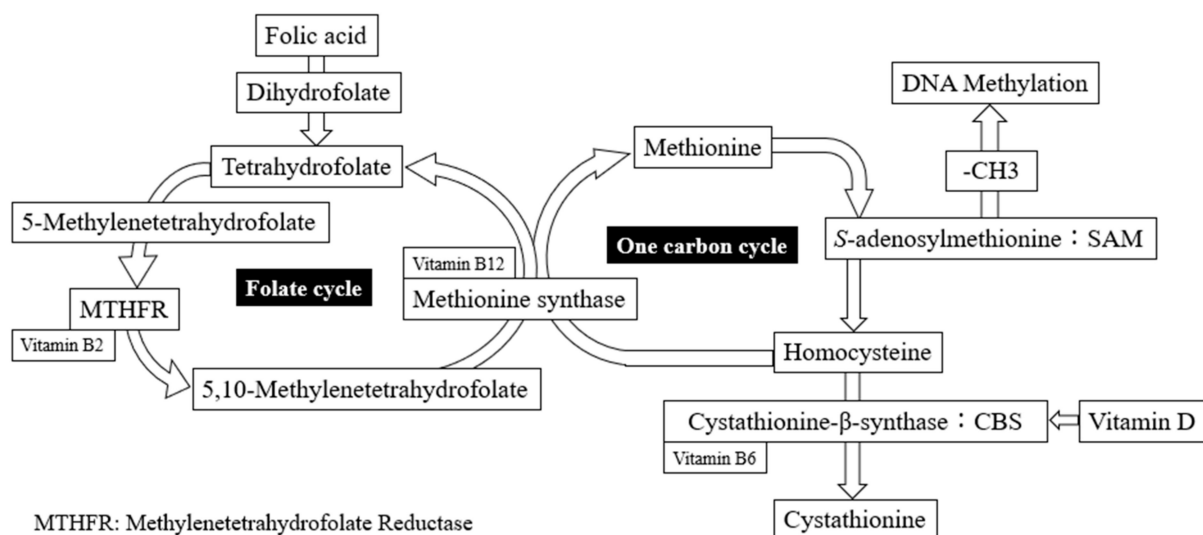 Folic acid
Dihydrofolate
Tetrahydrofolate
5-Methylenetetrahydrofolate
MTHFR
Vitamin B2
Folate cycle
5,10-Methylenetetrahydrofolate
Vitamin B12
Methionine synthase
Methionine
One carbon cycle
DNA Methylation
-CH3
S-adenosylmethionine：SAM
Homocysteine
Cystathionine-β-synthase：CBS
Vitamin B6
Vitamin D
Cystathionine
MTHFR: Methylenetetrahydrofolate Reductase